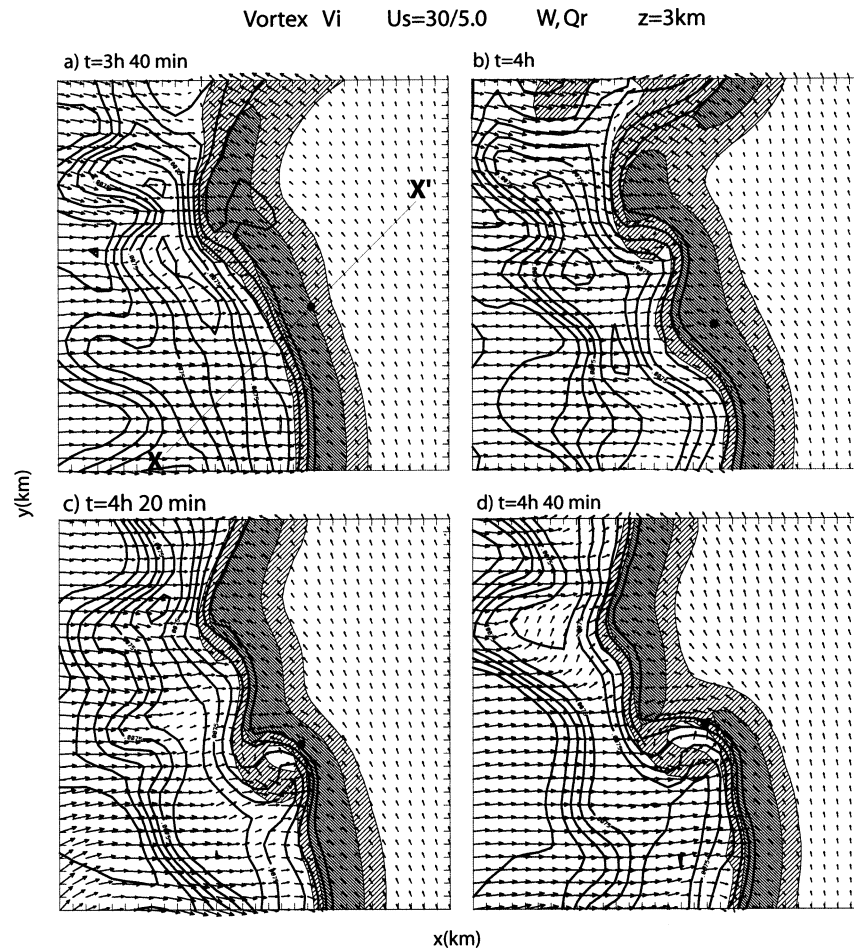 Vortex Vi Us=30/5.0 W, Qr z=3km
a) t=3h 40 min
b) t=4h
X'
X
y(km)
c) t=4h 20 min
d) t=4h 40 min
x(km)